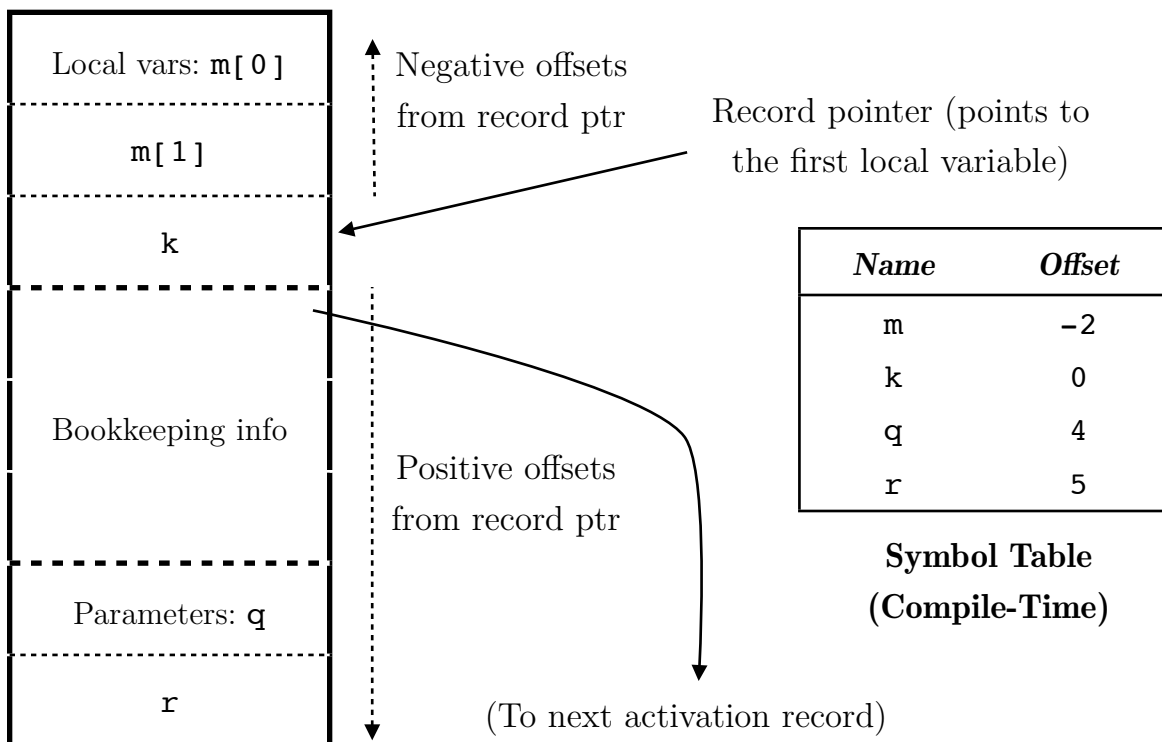 Local vars: m[0]
m[1]
k
Bookkeeping info
Parameters: q
r
Negative offsets
from record ptr
Positive offsets
from record ptr
Record pointer (points to
the first local variable)
(To next activation record)
Name Offset
m −2
k 0
q 4
r 5
Symbol Table
(Compile-Time)